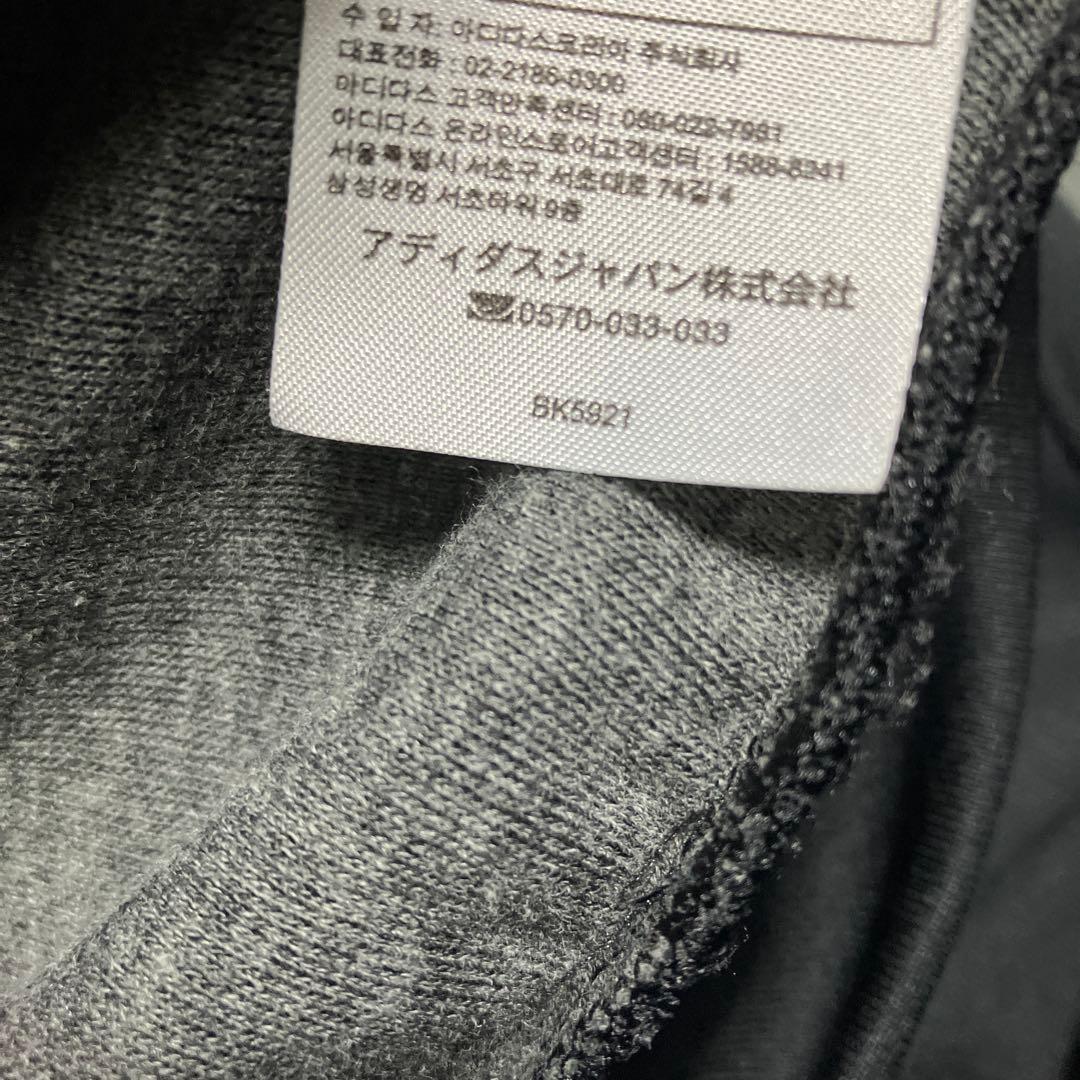 수 입 자: 아디다스코리아 주식회사
대표전화 : 02-2186-0300
아디다스 고객만족센터 : 080-022-7981
아디다스 온라인스토어고객센터 : 1588-8241
서울특별시 서초구 서초대로 74길 4
삼성생명 서초타워 9층
アディダスジャパン株式会社
0570-033-033
BK5921